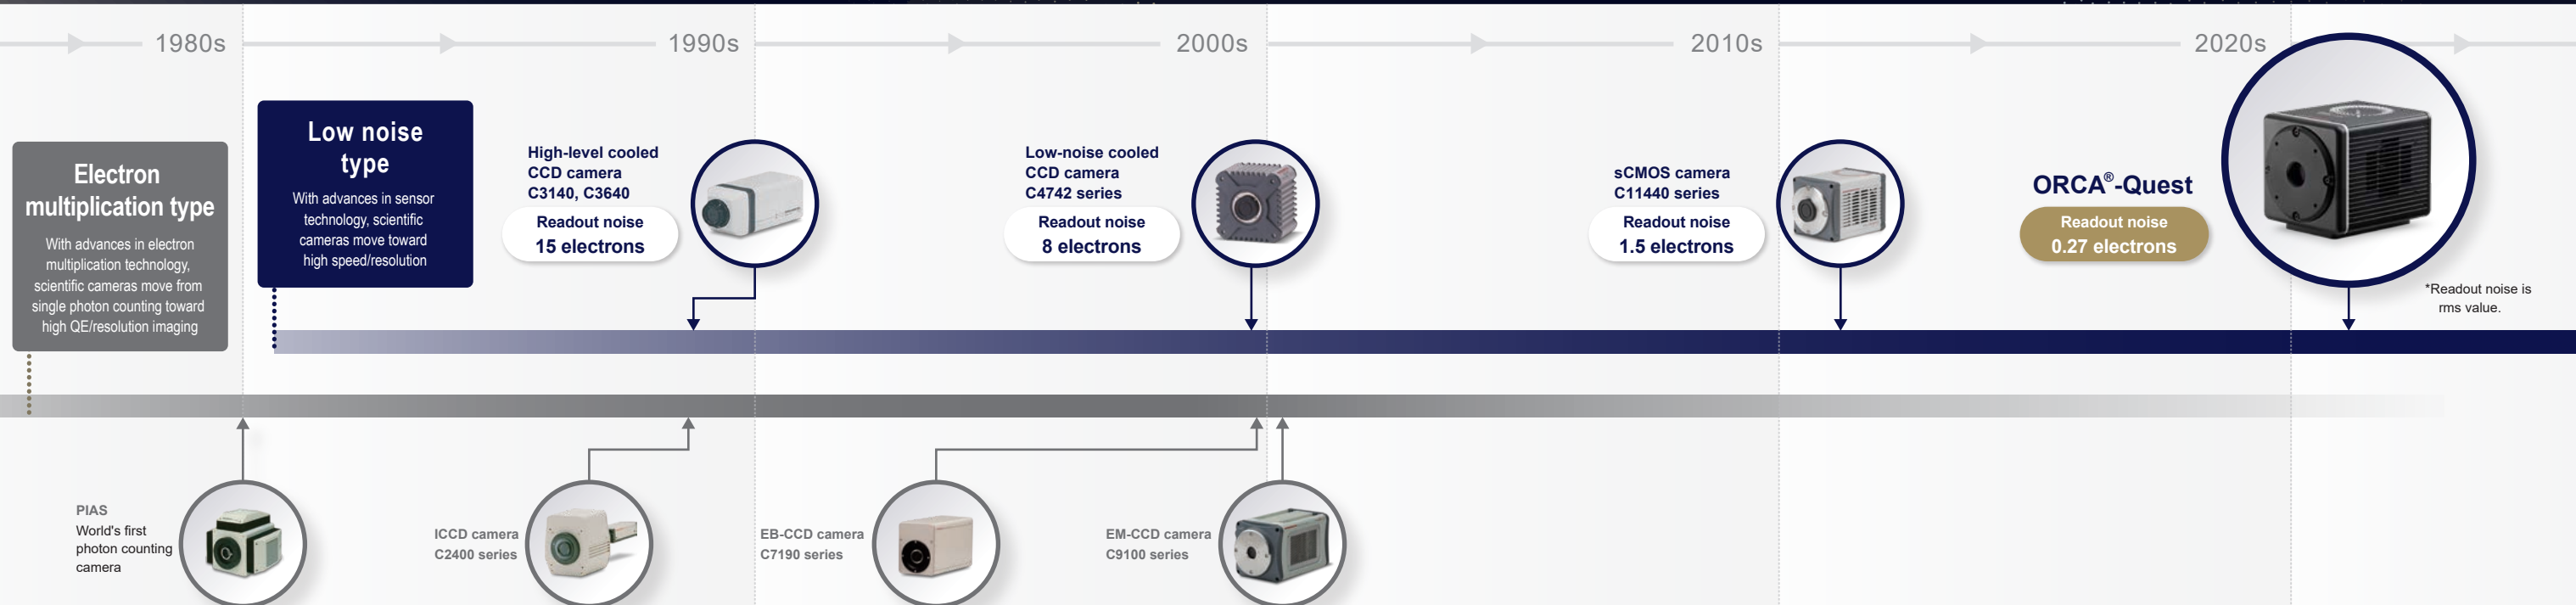 1980s
1990s
2000s
2010s
2020s
Electron
multiplication type
With advances in electron
multiplication technology,
scientific cameras move from
single photon counting toward
high QE/resolution imaging
Low noise
type
With advances in sensor
technology, scientific
cameras move toward
high speed/resolution
High-level cooled
CCD camera
C3140, C3640
Readout noise
15 electrons
Low-noise cooled
CCD camera
C4742 series
Readout noise
8 electrons
sCMOS camera
C11440 series
Readout noise
1.5 electrons
ORCA®-Quest
Readout noise
0.27 electrons
*Readout noise is
rms value.
PIAS
World's first
photon counting
camera
ICCD camera
C2400 series
EB-CCD camera
C7190 series
EM-CCD camera
C9100 series